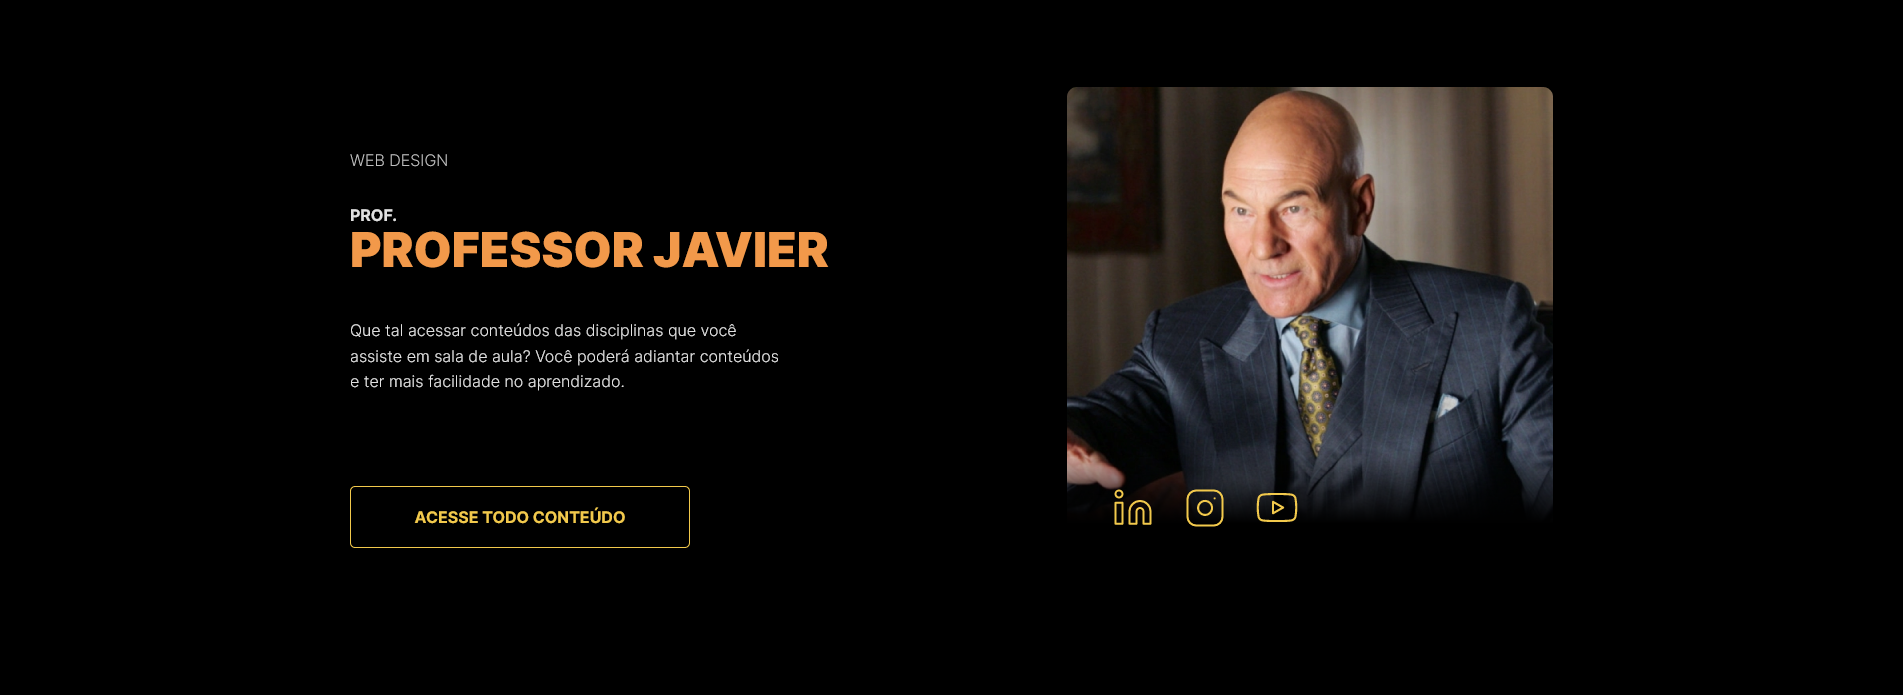 WEB DESIGN
PROF.
PROFESSOR JAVIER
Que tal acessar conteúdos das disciplinas que você
assiste em sala de aula? Você poderá adiantar conteúdos
e ter mais facilidade no aprendizado.
ACESSE TODO CONTEÚDO
in